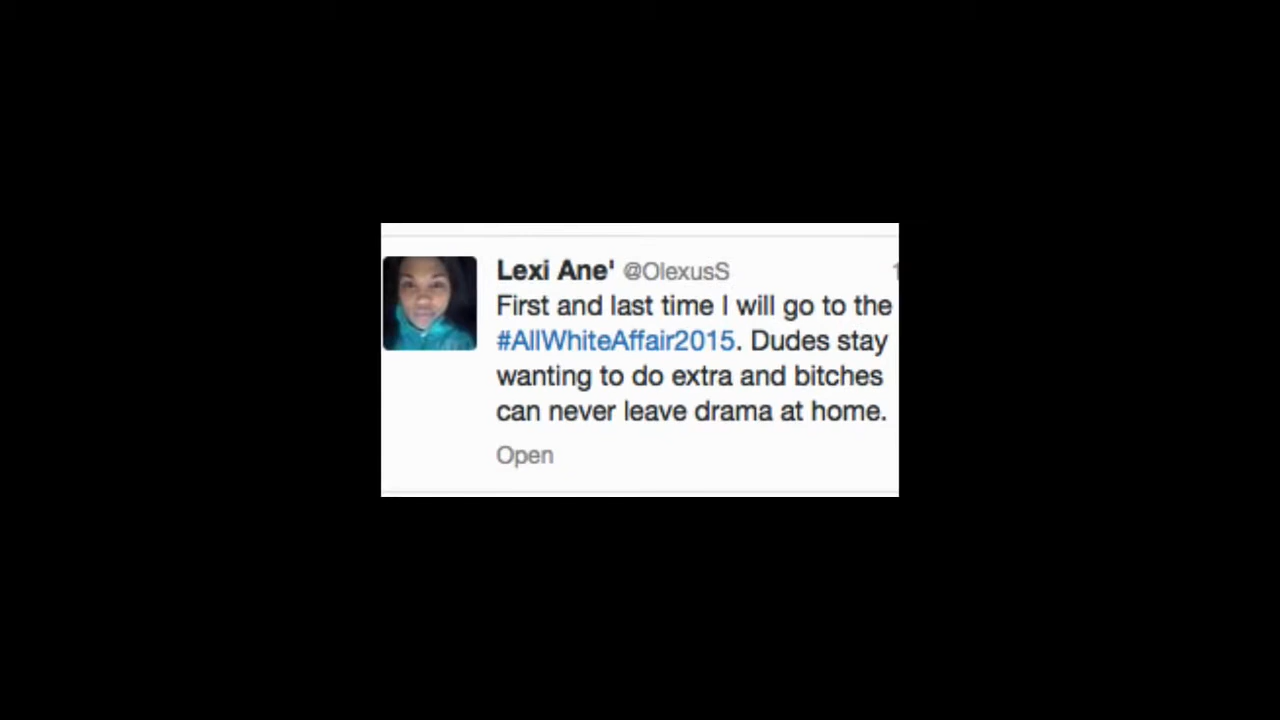 Lexi Ane' @OlexusS
First and last time I will go to the
#AllWhiteAffair2015. Dudes stay
wanting to do extra and bitches
can never leave drama at home.
Open